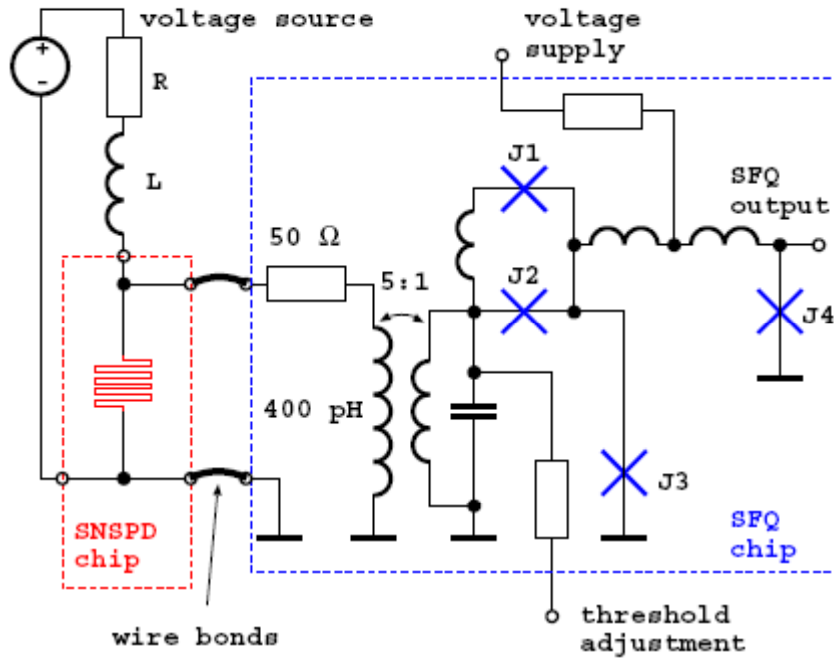 voltage source
voltage
supply
+
-
R
L
J1
SFQ
output
50 Ω
5:1
J2
J4
400 pH
J3
SNSPD
chip
SFQ
chip
wire bonds
threshold
adjustment